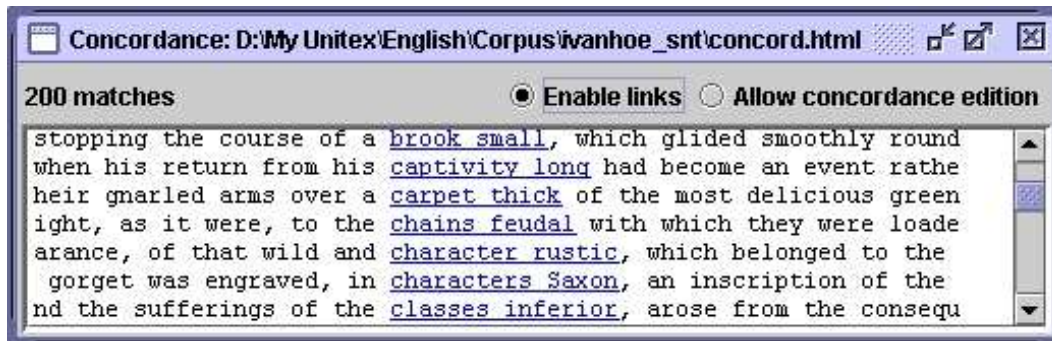 Concordance: D:\My Unitex\English\Corpus\ivanhoe_snt\concord.html
200 matches Enable links Allow concordance edition
stopping the course of a brook small, which glided smoothly round
when his return from his captivity long had become an event rathe
heir gnarled arms over a carpet thick of the most delicious green
ight, as it were, to the chains feudal with which they were loade
arance, of that wild and character rustic, which belonged to the
gorget was engraved, in characters Saxon, an inscription of the
nd the sufferings of the classes inferior, arose from the consequ